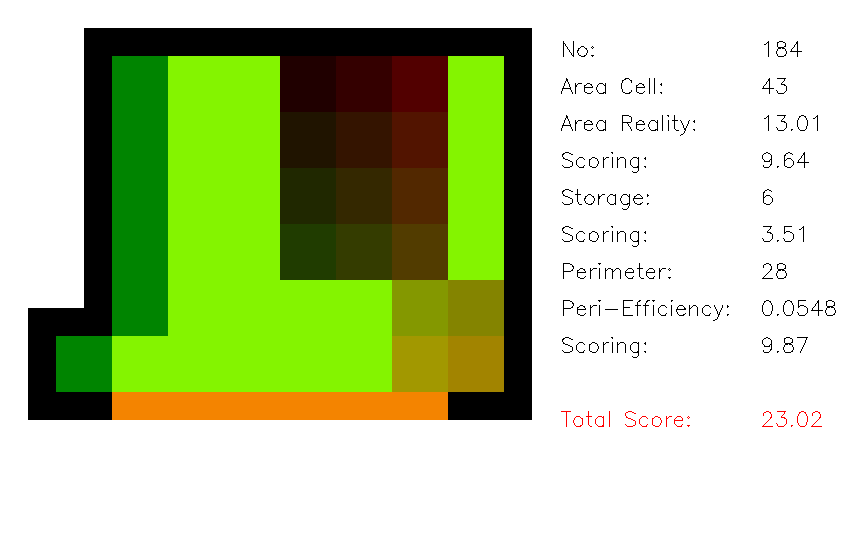 No: 184
Area Cell: 43
Area Reality: 13.01
Scoring: 9.64
Storage: 6
Scoring: 3.51
Perimeter: 28
Peri-Efficiency: 0.0548
Scoring: 9.87
Total Score: 23.02